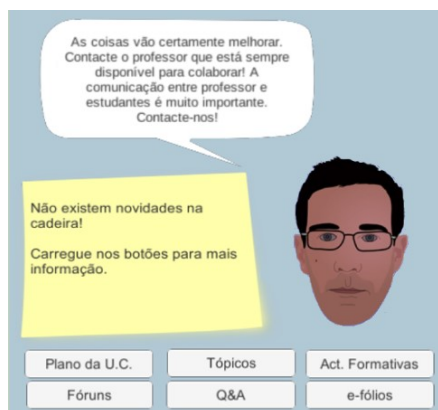 As coisas vão certamente melhorar.
Contacte o professor que está sempre
disponível para colaborar! A
comunicação entre professor e
estudantes é muito importante.
Contacte-nos!
Não existem novidades na
cadeira!
Carregue nos botões para mais
informação.
Plano da U.C.
Tópicos
Act. Formativas
Fóruns
Q&A
e-fólios